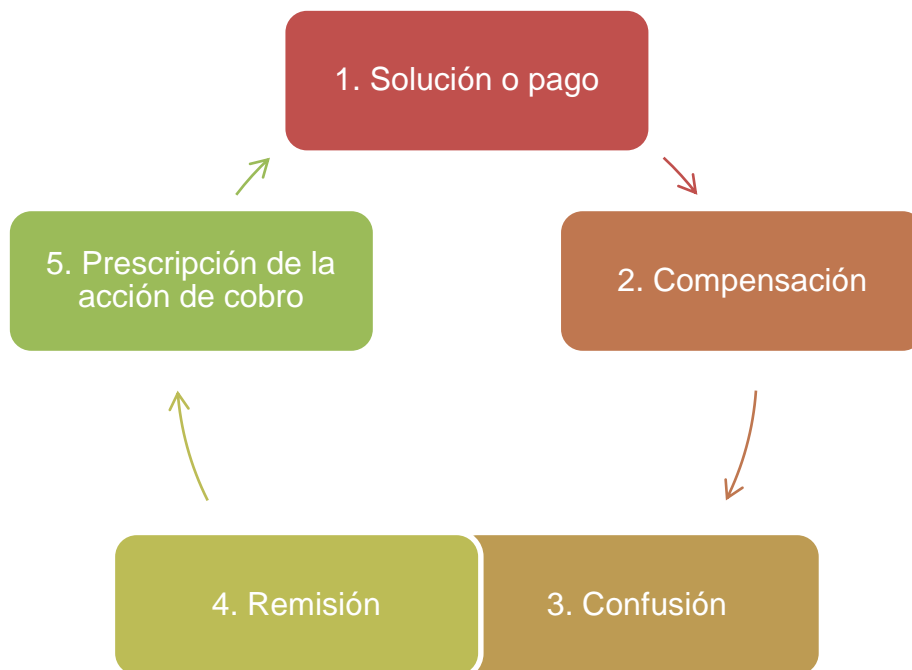 1. Solución o pago
2. Compensación
3. Confusión
4. Remisión
5. Prescripción de la
acción de cobro